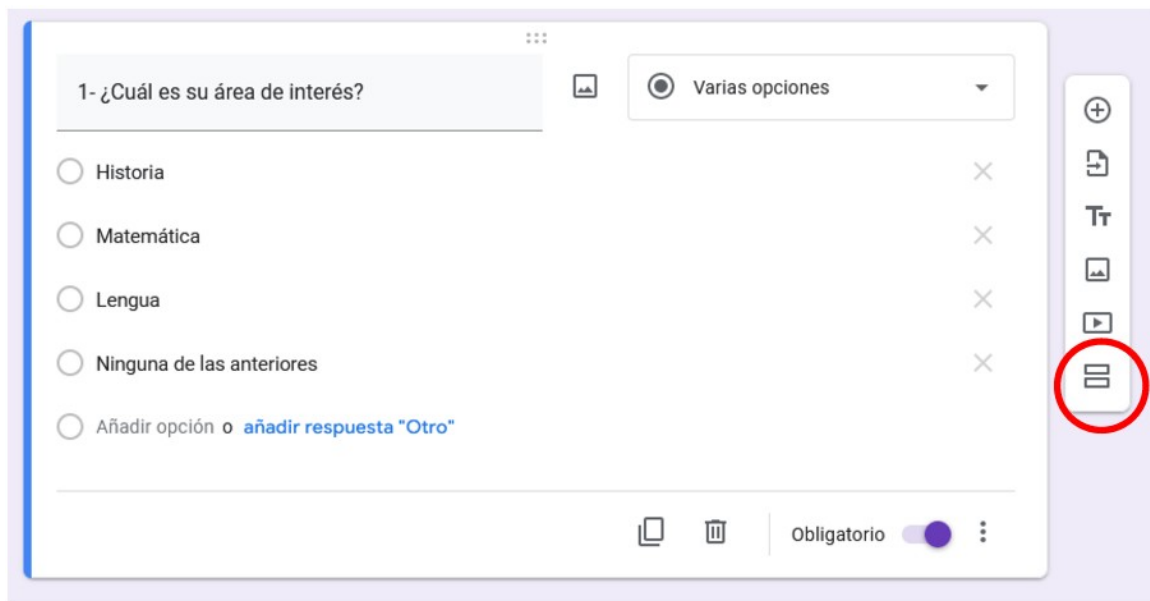 1- ¿Cuál es su área de interés?
Varias opciones
Historia
Matemática
Lengua
Ninguna de las anteriores
Añadir opción o añadir respuesta "Otro"
Obligatorio
Tт